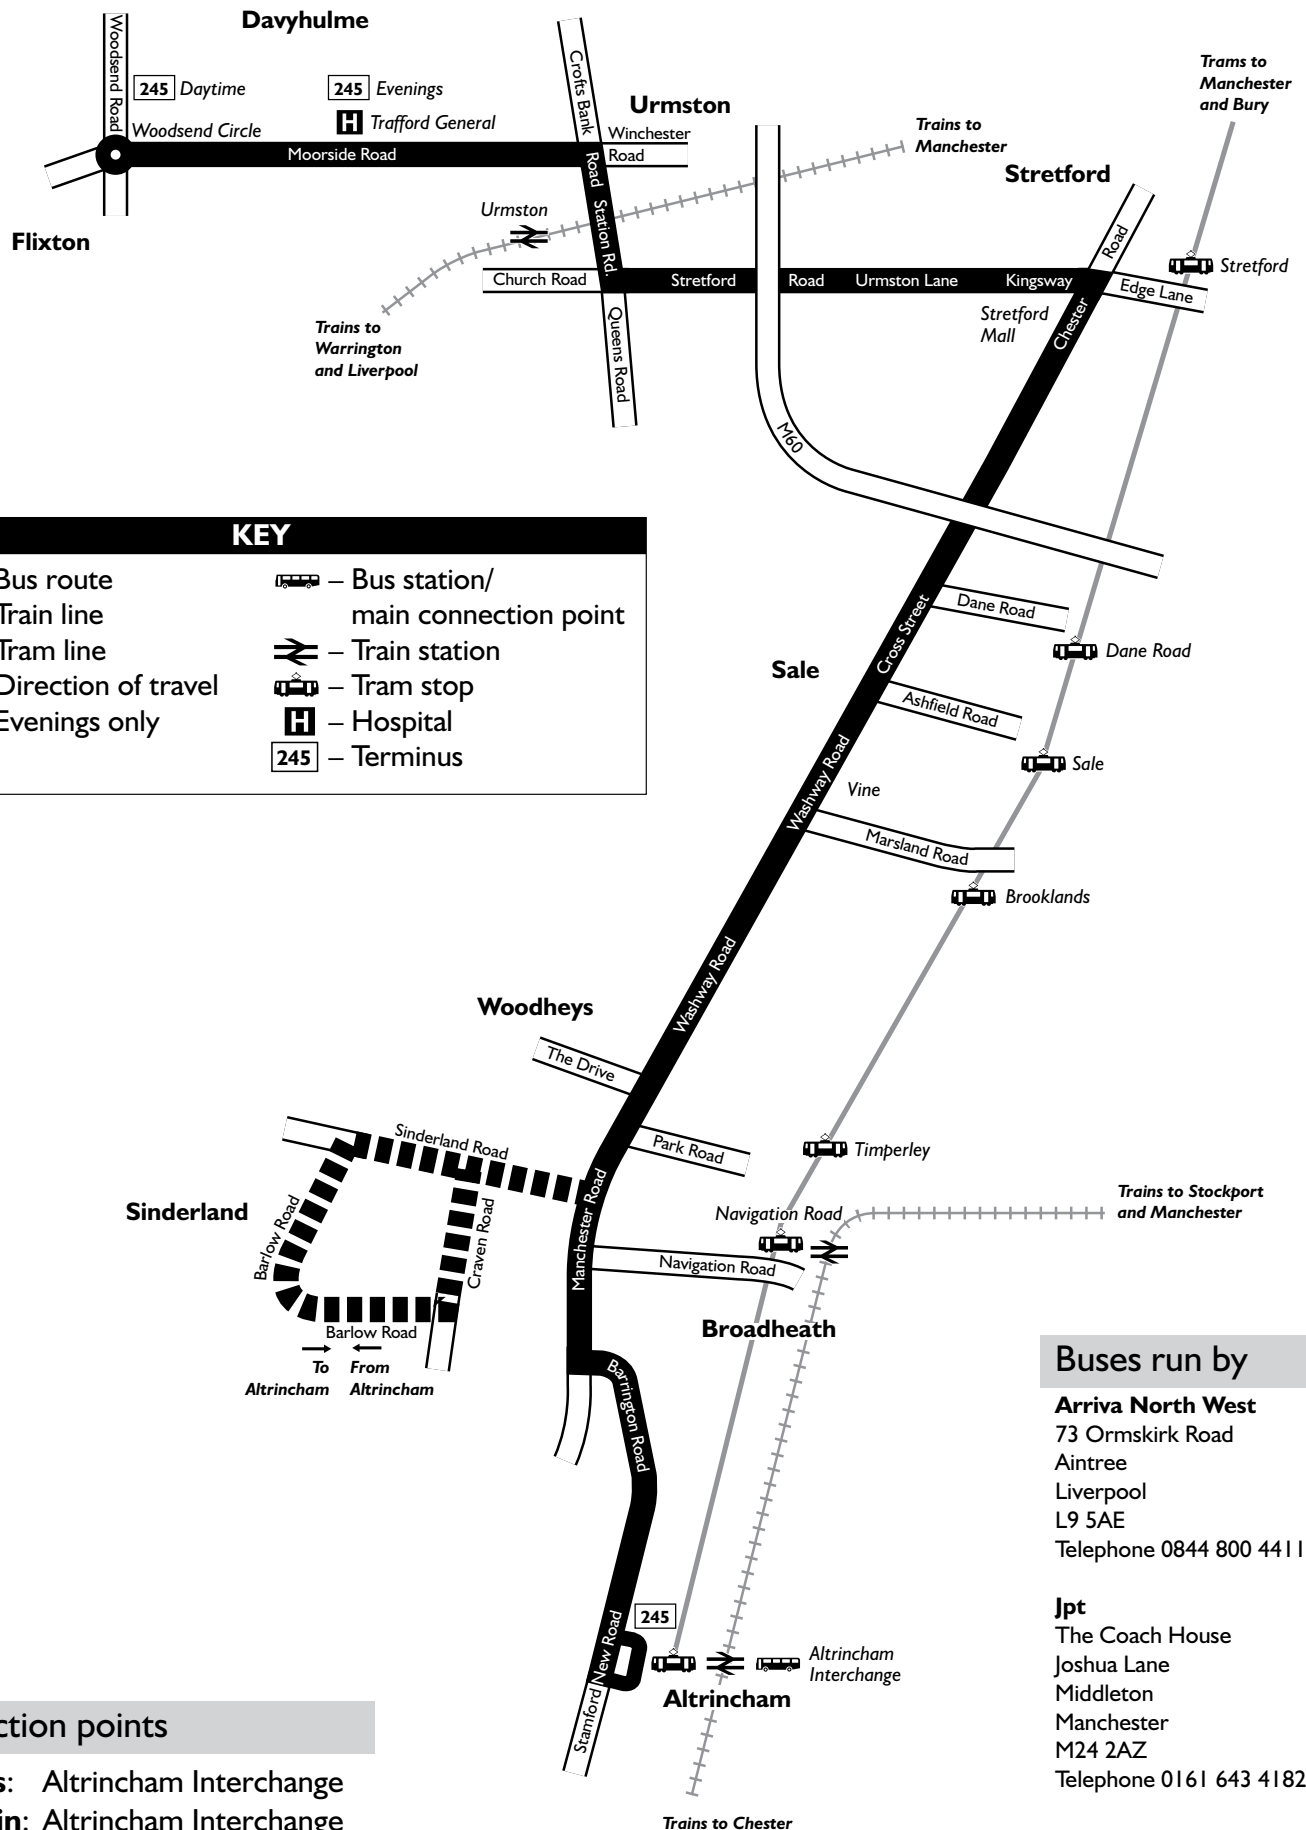 Davyhulme
Woodsend Road
245 Daytime
245 Evenings
H Trafford General
Woodsend Circle
Moorside Road
Crofts Bank
Road
Urmston
Winchester
Road
Trains to
Manchester
Trams to
Manchester
and Bury
Stretford
Flixton
Urmston
Station Rd.
Church Road
Stretford
Road
Urmston Lane
Kingsway
Road
Stretford
Edge Lane
Stretford
Mall
Chester
Trains to
Warrington
and Liverpool
Queens Road
M60
KEY
Bus route
Train line
Tram line
Direction of travel
Evenings only
– Bus station/
main connection point
– Train station
– Tram stop
H – Hospital
245 – Terminus
Dane Road
Cross Street
Dane Road
Sale
Ashfield Road
Washway Road
Sale
Vine
Marsland Road
Brooklands
Washway Road
Woodheys
The Drive
Park Road
Timperley
Sinderland Road
Sinderland
Barlow Road
Craven Road
Manchester Road
Navigation Road
Trains to Stockport
and Manchester
Navigation Road
Broadheath
Barlow Road
To
Altrincham
From
Altrincham
Barrington Road
Buses run by
Arriva North West
73 Ormskirk Road
Aintree
Liverpool
L9 5AE
Telephone 0844 800 4411
Jpt
The Coach House
Joshua Lane
Middleton
Manchester
M24 2AZ
Telephone 0161 643 4182
245
Stamford New Road
Altrincham
Interchange
Altrincham
ction points
s: Altrincham Interchange
in: Altrincham Interchange
Trains to Chester